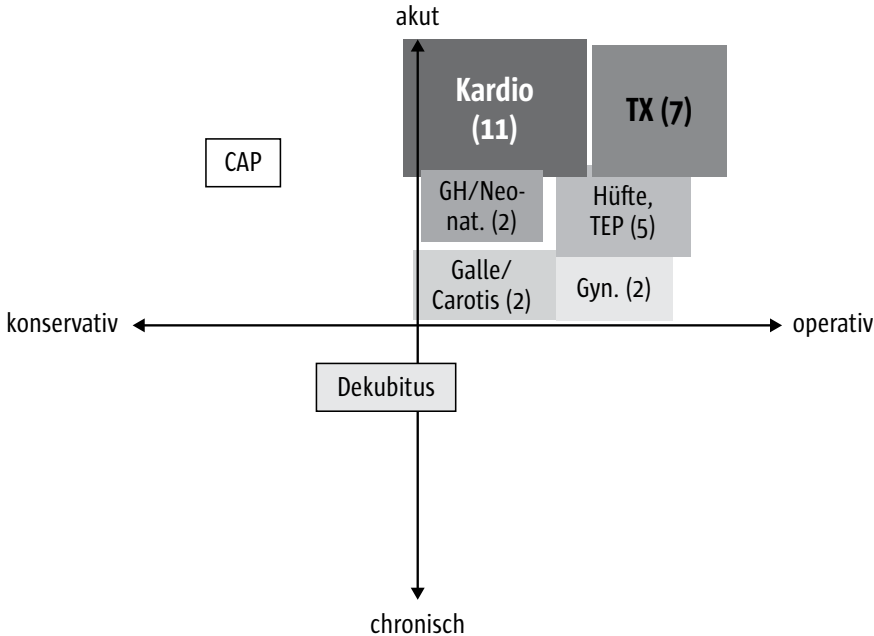 akut
Kardio
(11)
TX (7)
CAP
GH/Neo-
nat. (2)
Hüfte,
TEP (5)
Galle/
Carotis (2)
Gyn. (2)
konservativ
operativ
Dekubitus
chronisch